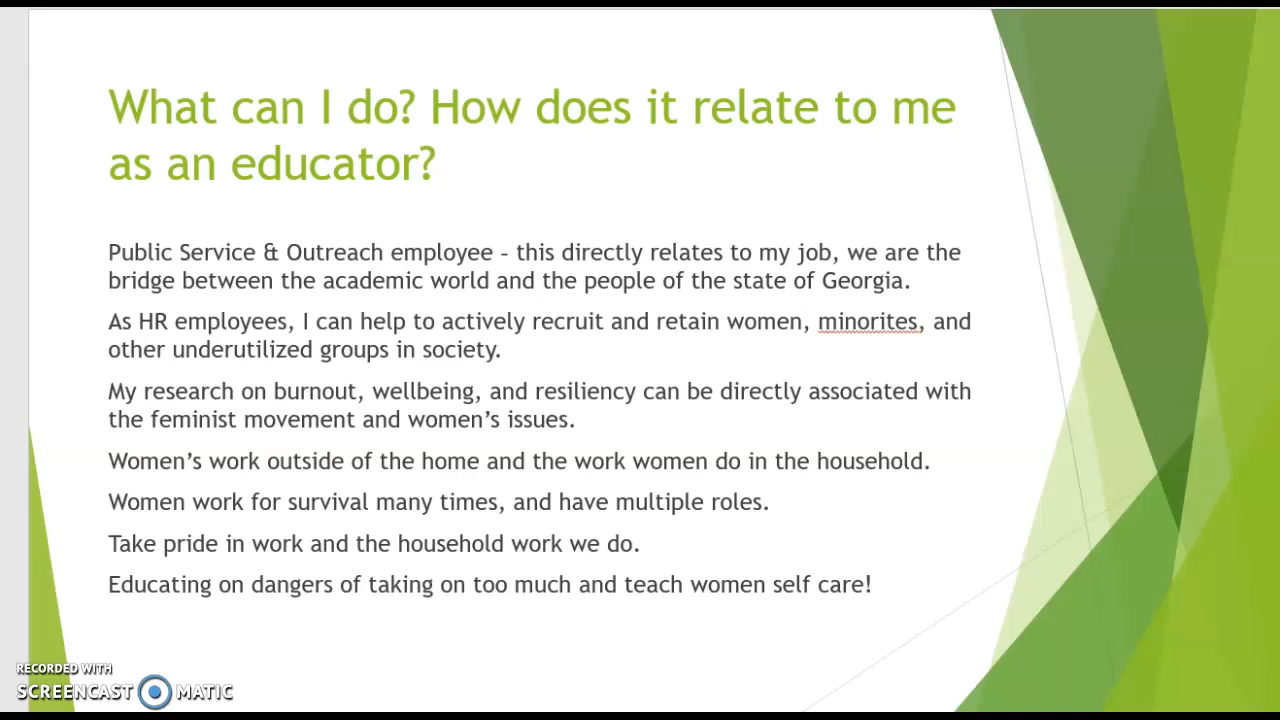 What can I do? How does it relate to me
as an educator?
Public Service & Outreach employee – this directly relates to my job, we are the
bridge between the academic world and the people of the state of Georgia.
As HR employees, I can help to actively recruit and retain women, minorites, and
other underutilized groups in society.
My research on burnout, wellbeing, and resiliency can be directly associated with
the feminist movement and women’s issues.
Women’s work outside of the home and the work women do in the household.
Women work for survival many times, and have multiple roles.
Take pride in work and the household work we do.
Educating on dangers of taking on too much and teach women self care!
RECORDED WITH
SCREENCAST MATIC